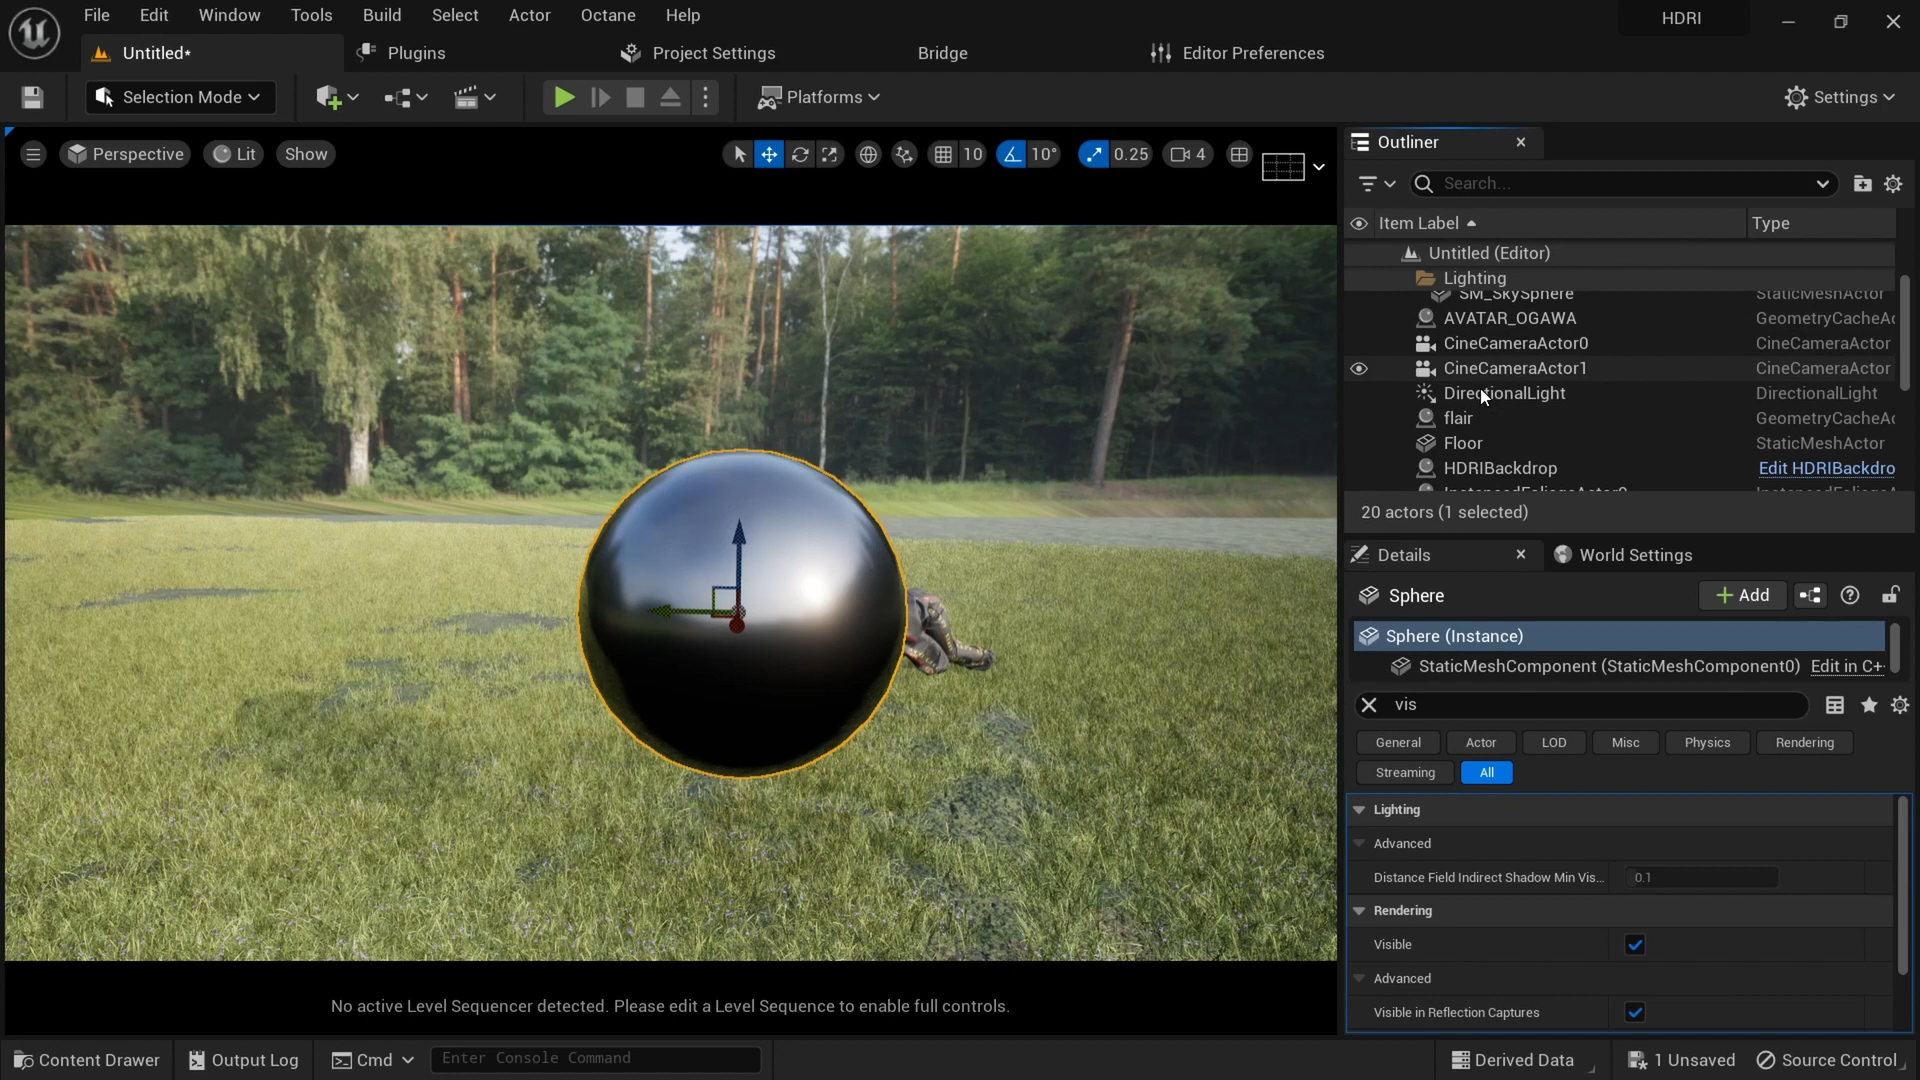 File Edit Window Tools Build Select Actor Octane Help HDRI
Untitled* Plugins Project Settings Bridge Editor Preferences
Selection Mode Platforms Settings
Perspective Lit Show 10 10° 0.25 4
Outliner
Search...
Item Label Type
Untitled (Editor)
Lighting
SM_SkySphere StaticMeshActor
AVATAR_OGAWA GeometryCacheAc
CineCameraActor0 CineCameraActor
CineCameraActor1 CineCameraActor
DirectionalLight DirectionalLight
flair GeometryCacheAc
Floor StaticMeshActor
HDRIBackdrop Edit HDRIBackdro
20 actors (1 selected)
Details World Settings
Sphere Add
Sphere (Instance)
StaticMeshComponent (StaticMeshComponent0) Edit in C+
vis
General Actor LOD Misc Physics Rendering
Streaming All
Lighting
Advanced
Distance Field Indirect Shadow Min Vis... 0.1
Rendering
Visible
Advanced
Visible in Reflection Captures
No active Level Sequencer detected. Please edit a Level Sequence to enable full controls.
Content Drawer Output Log Cmd Enter Console Command Derived Data 1 Unsaved Source Control